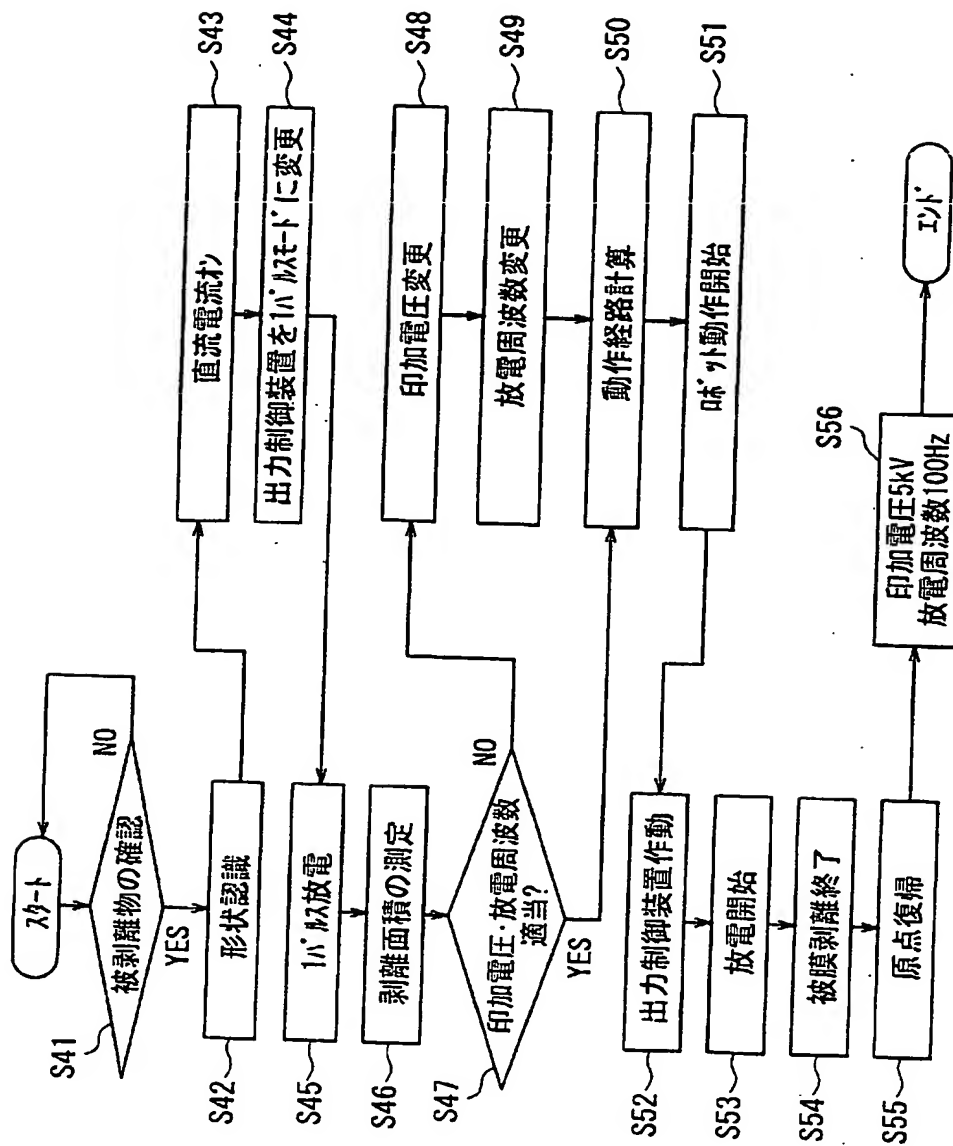 スタート
S41
被剥離物の確認
NO
YES
S42
形状認識
S43
直流電流オン
S44
出力制御装置を1パルスモードに変更
S45
1パルス放電
S46
剥離面積の測定
S47
印加電圧・放電周波数
適当?
NO
YES
S48
印加電圧変更
S49
放電周波数変更
S50
動作経路計算
S51
ロボット動作開始
S52
出力制御装置作動
S53
放電開始
S54
被膜剥離終了
S55
原点復帰
S56
印加電圧5kV
放電周波数100Hz
エンド